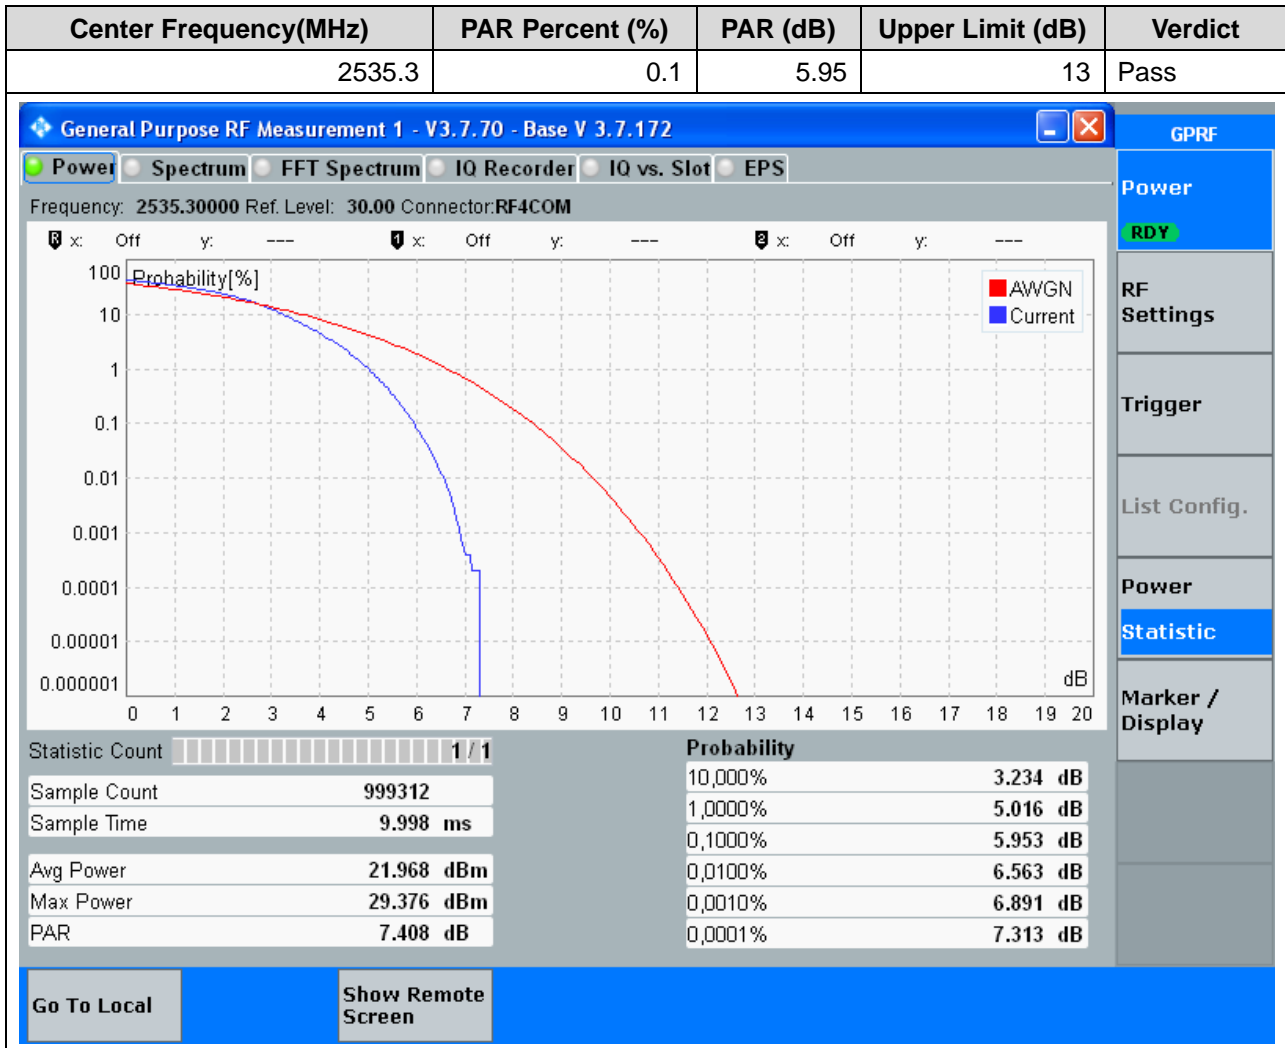 Center Frequency(MHz) PAR Percent (%) PAR (dB) Upper Limit (dB) Verdict
2535.3 0.1 5.95 13 Pass
General Purpose RF Measurement 1 - V3.7.70 - Base V 3.7.172
GPRF
Power Spectrum FFT Spectrum IQ Recorder IQ vs. Slot EPS
Frequency: 2535.30000 Ref. Level: 30.00 Connector:RF4COM
R x: Off y: --- 1 x: Off y: --- 2 x: Off y: ---
Probability[%]
AWGN
Current
100
10
1
0.1
0.01
0.001
0.0001
0.00001
0.000001
dB
0 1 2 3 4 5 6 7 8 9 10 11 12 13 14 15 16 17 18 19 20
Statistic Count 1 / 1
Sample Count 999312
Sample Time 9.998 ms
Avg Power 21.968 dBm
Max Power 29.376 dBm
PAR 7.408 dB
Probability
10,000% 3.234 dB
1,0000% 5.016 dB
0,1000% 5.953 dB
0,0100% 6.563 dB
0,0010% 6.891 dB
0,0001% 7.313 dB
Power
RDY
RF
Settings
Trigger
List Config.
Power
Statistic
Marker /
Display
Go To Local
Show Remote
Screen